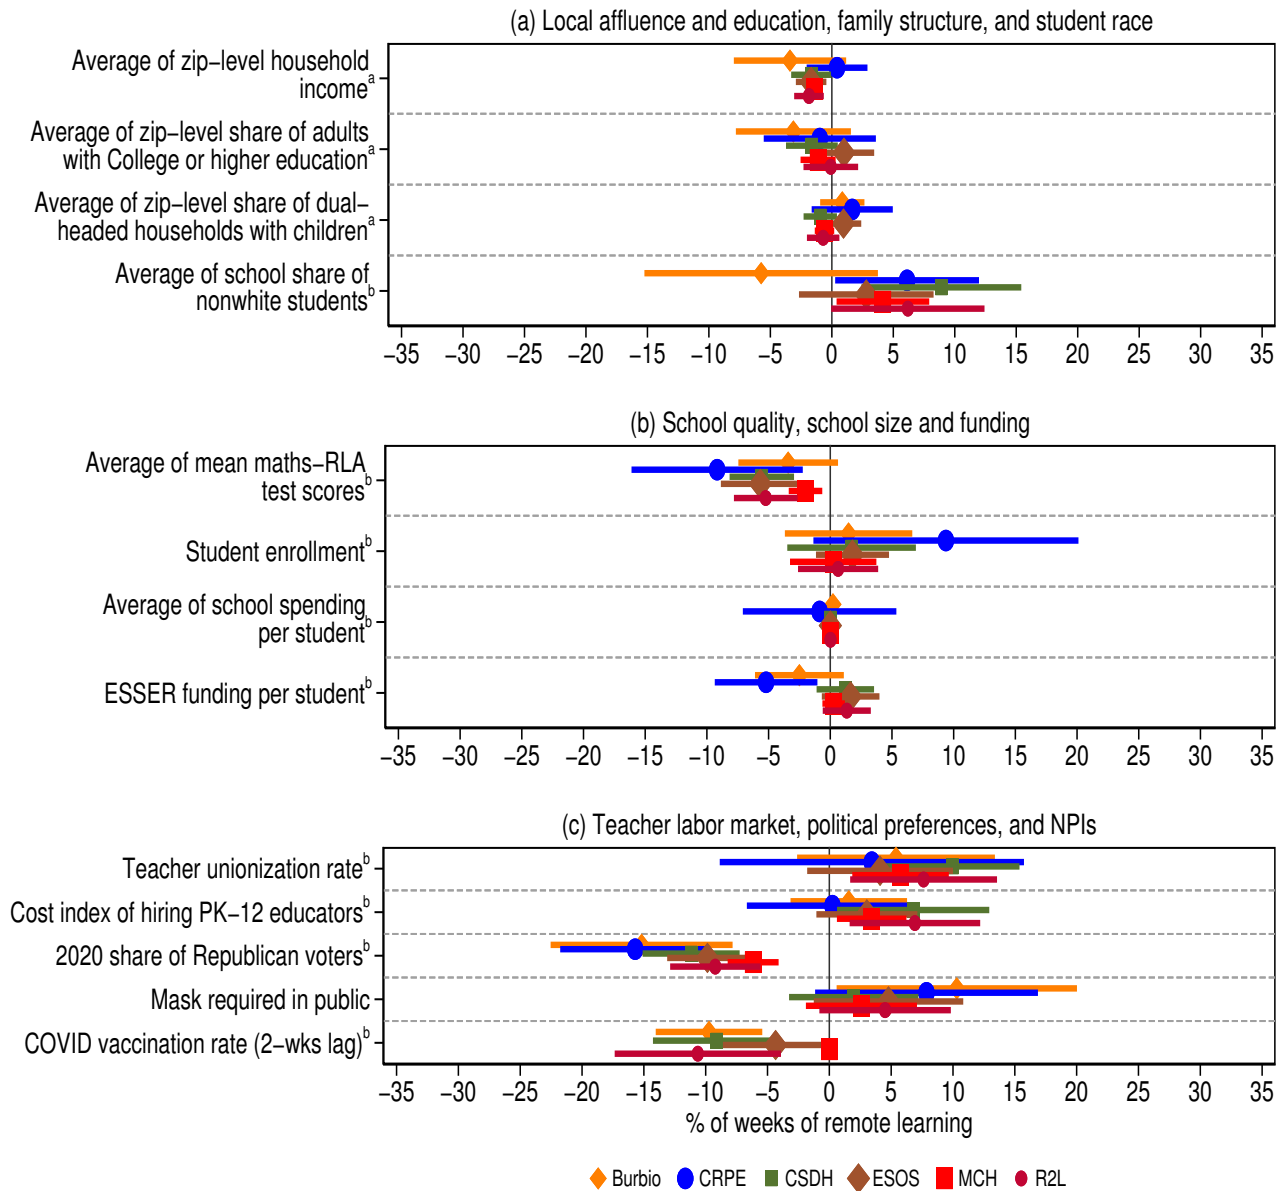 (a) Local affluence and education, family structure, and student race
Average of zip−level household
income^a
Average of zip−level share of adults
with College or higher education^a
Average of zip−level share of dual−
headed households with children^a
Average of school share of
nonwhite students^b
−35 −30 −25 −20 −15 −10 −5 0 5 10 15 20 25 30 35
(b) School quality, school size and funding
Average of mean maths−RLA
test scores^b
Student enrollment^b
Average of school spending
per student^b
ESSER funding per student^b
−35 −30 −25 −20 −15 −10 −5 0 5 10 15 20 25 30 35
(c) Teacher labor market, political preferences, and NPIs
Teacher unionization rate^b
Cost index of hiring PK−12 educators^b
2020 share of Republican voters^b
Mask required in public
COVID vaccination rate (2−wks lag)^b
−35 −30 −25 −20 −15 −10 −5 0 5 10 15 20 25 30 35
% of weeks of remote learning
Burbio CRPE CSDH ESOS MCH R2L